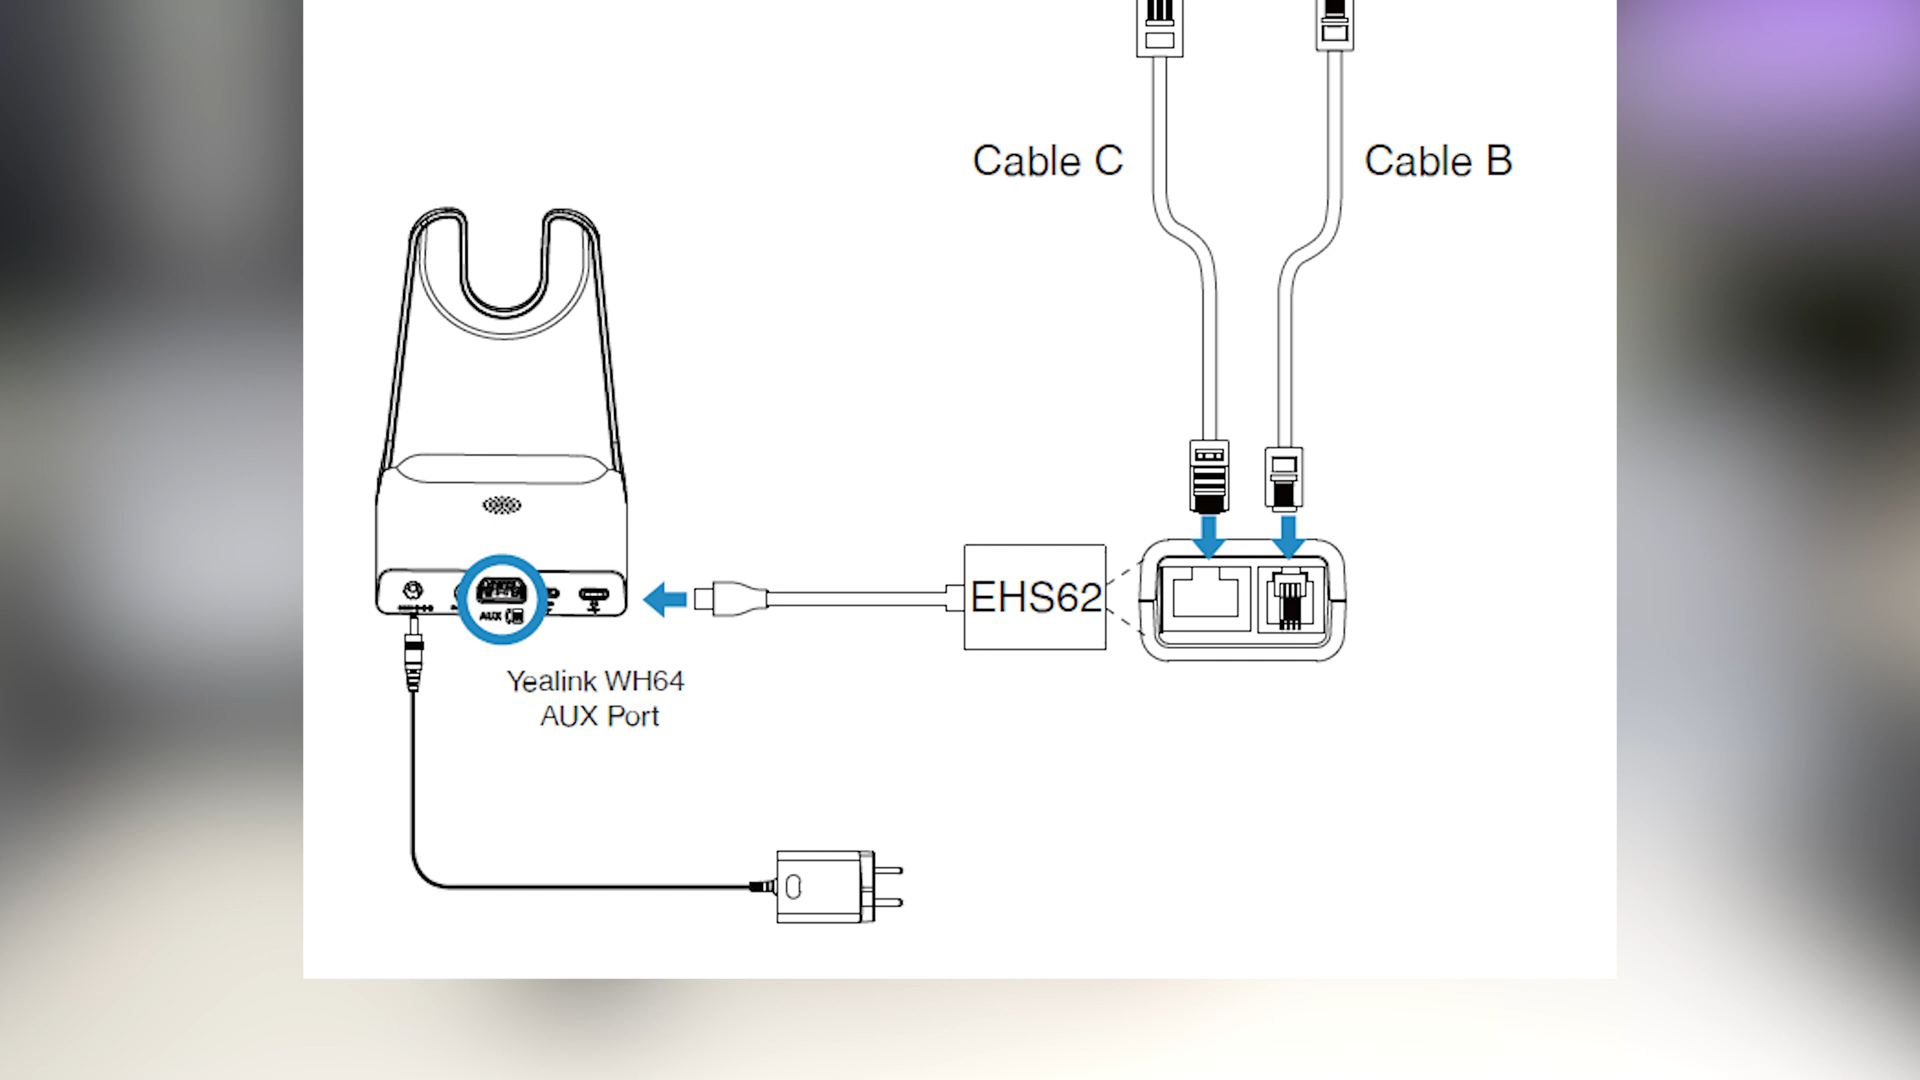 Cable C
Cable B
EHS62
AUX
Yealink WH64
AUX Port